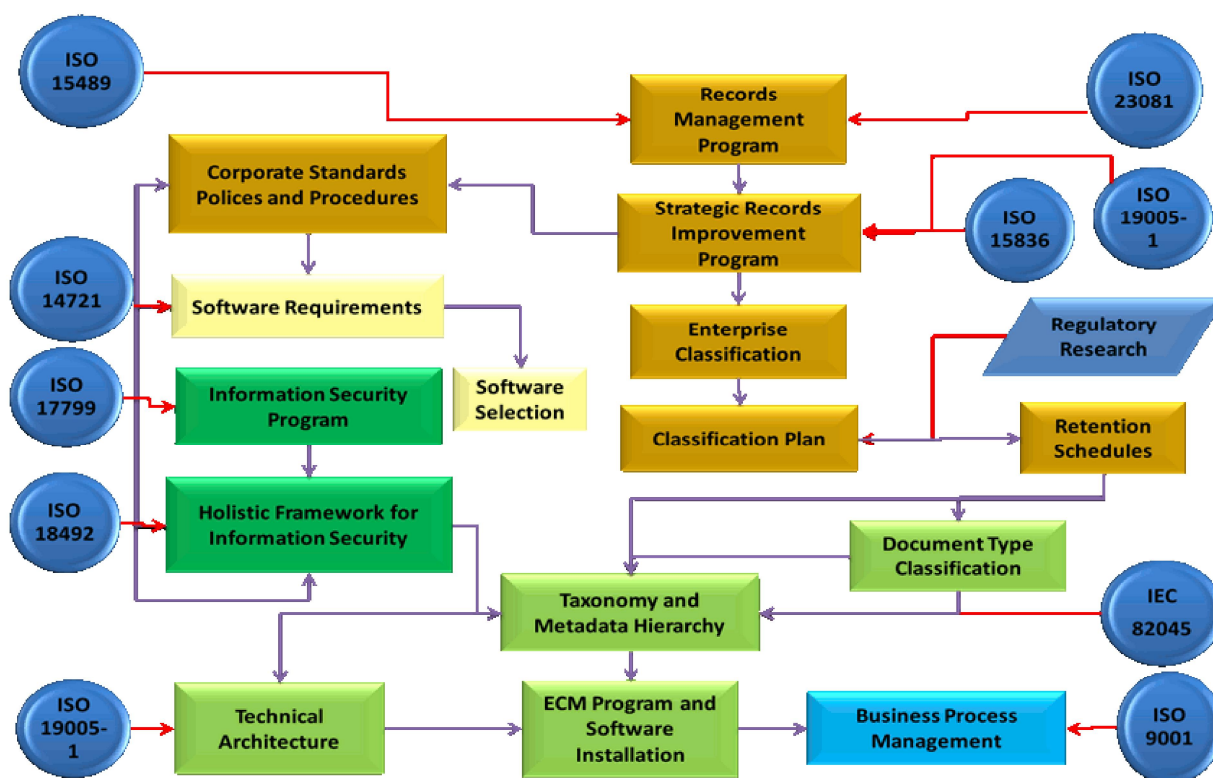 ISO
15489
Records
Management
Program
ISO
23081
Corporate Standards
Polices and Procedures
Strategic Records
Improvement
Program
ISO
15836
ISO
19005-
1
ISO
14721
Software Requirements
Enterprise
Classification
Regulatory
Research
ISO
17799
Information Security
Program
Software
Selection
Classification Plan
Retention
Schedules
ISO
18492
Holistic Framework for
Information Security
Document Type
Classification
Taxonomy and
Metadata Hierarchy
IEC
82045
ISO
19005-
1
Technical
Architecture
ECM Program and
Software
Installation
Business Process
Management
ISO
9001